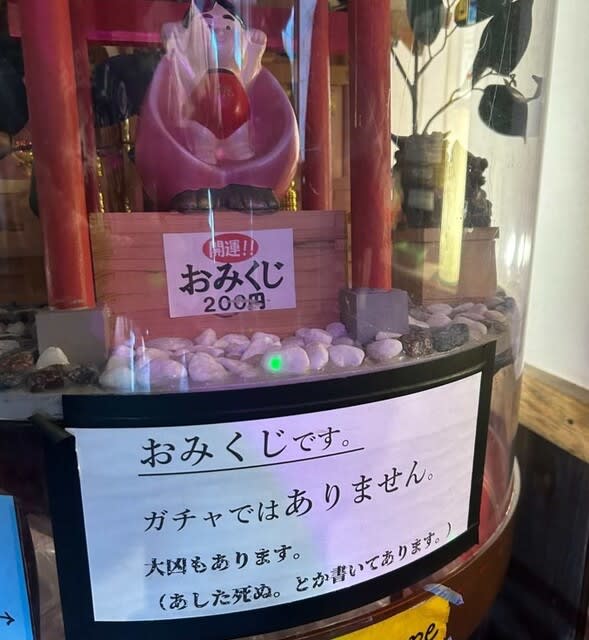 開運!!
おみくじ
200円
おみくじです。
ガチャではありません。
大凶もあります。
（あした死ぬ。とか書いてあります。）